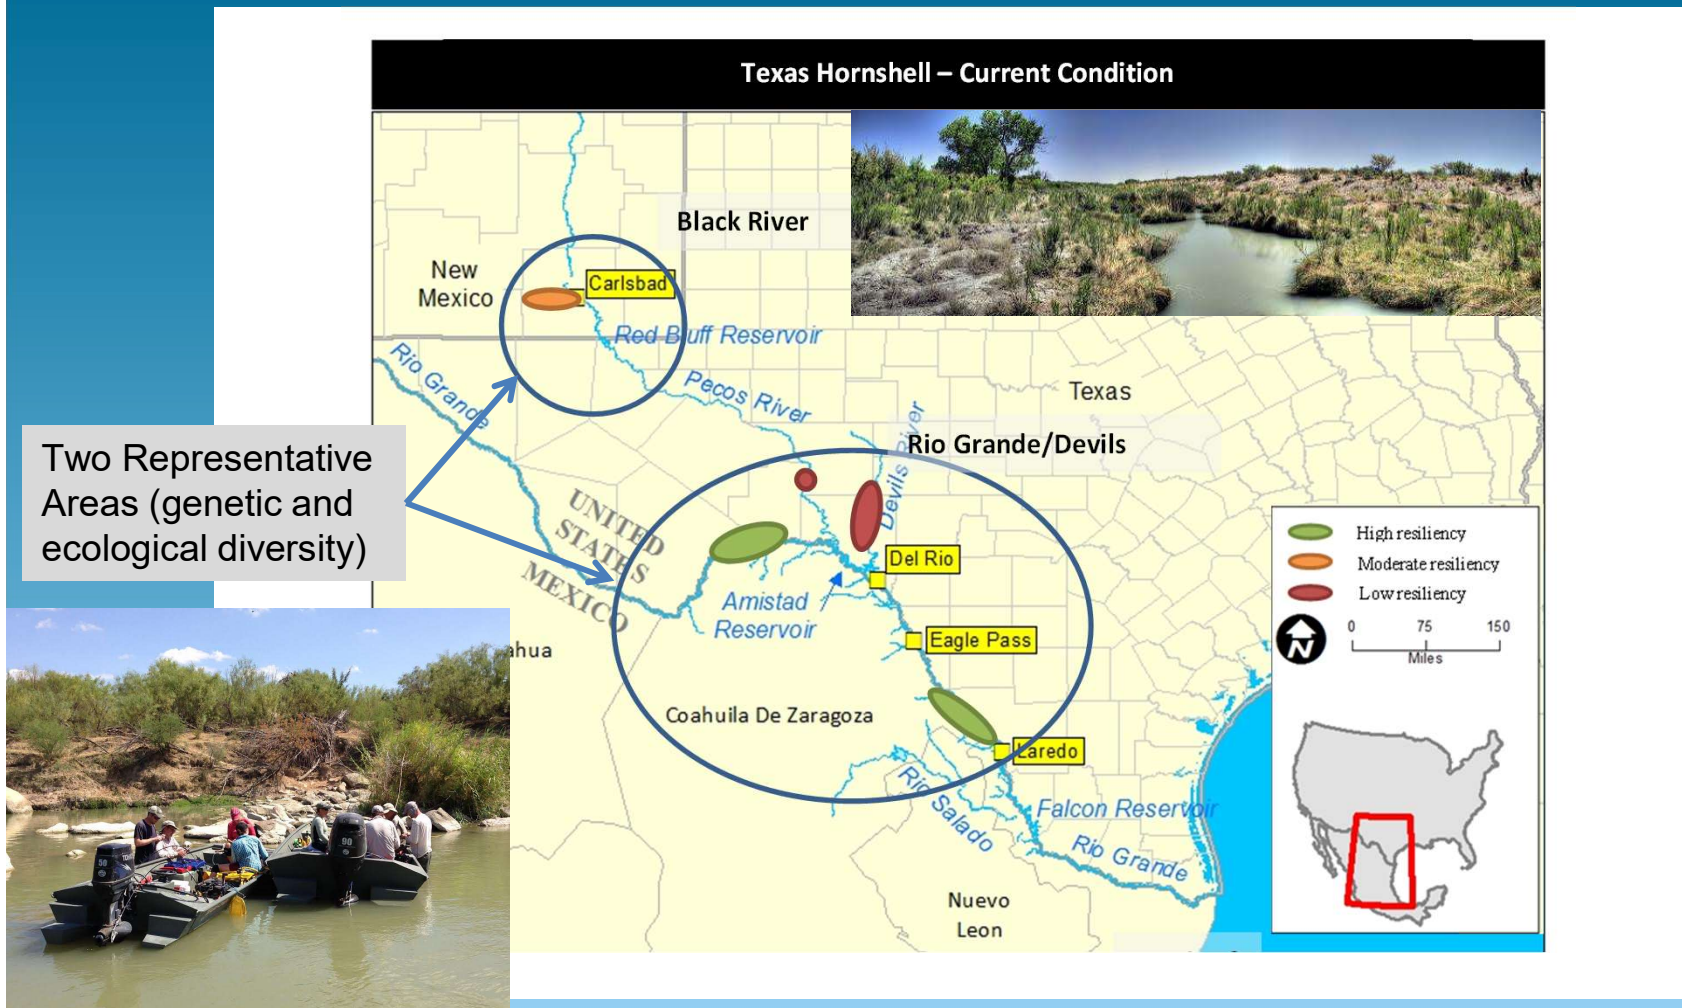 Texas Hornshell – Current Condition
Black River
New
Mexico
Carlsbad
Red Bluff Reservoir
Rio Grande
Pecos River
Texas
Devils River
Rio Grande/Devils
Two Representative
Areas (genetic and
ecological diversity)
UNITED
STATES
MEXICO
Del Rio
Amistad
Reservoir
Eagle Pass
ahua
Coahuila De Zaragoza
Laredo
Rio Salado
Falcon Reservoir
Rio Grande
Nuevo
Leon
High resiliency
Moderate resiliency
Low resiliency
N
0 75 150
Miles
50
90